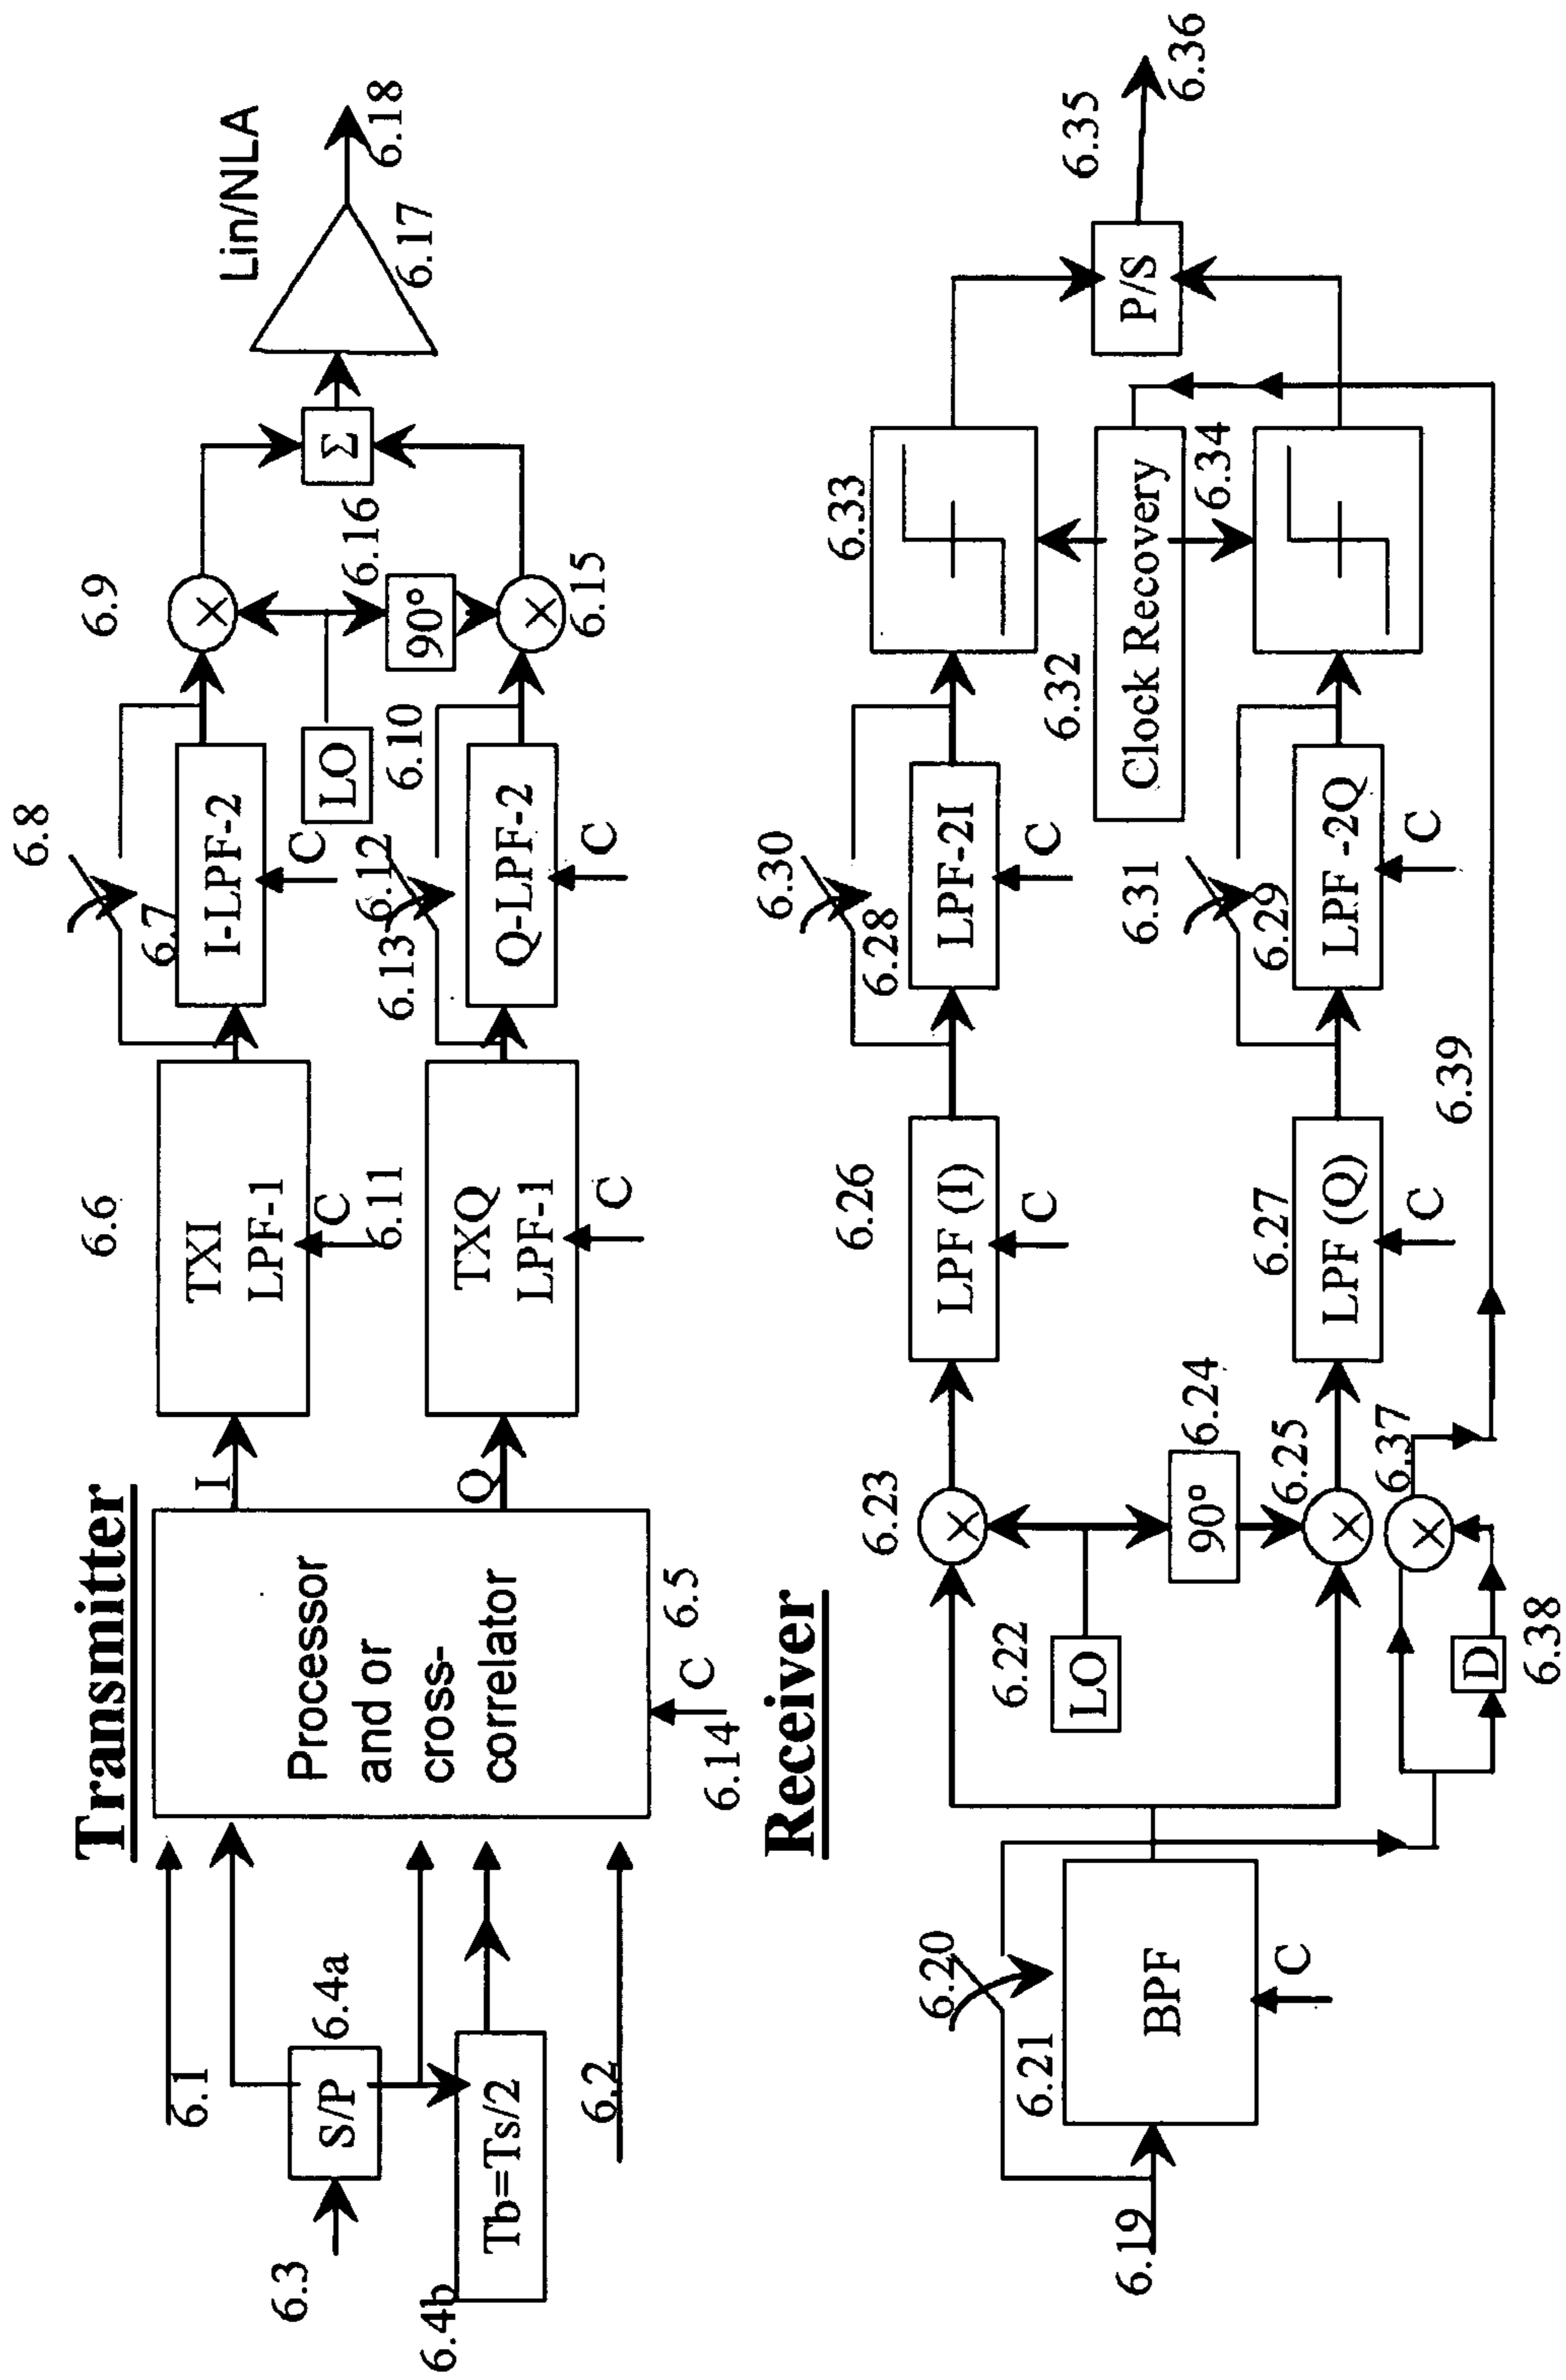 Transmitter
6.1
6.3
S/P
6.4a
6.4b
Tb=Ts/2
6.2
Processor
and or
cross-
correlator
6.14
C
6.5
I
Q
6.6
TXI
LPF-1
C
6.11
TXQ
LPF-1
C
6.8
6.7
I-LPF-2
C
LO
6.10
6.12
6.13
Q-LPF-2
C
6.9
6.16
90°
6.15
Σ
Lin/NLA
6.17
6.18
Receiver
6.19
6.20
6.21
BPF
C
6.22
LO
6.23
90°
6.24
6.25
6.37
D
6.38
6.26
LPF (I)
C
6.27
LPF (Q)
C
6.39
6.30
6.28
LPF-2I
C
6.31
6.29
LPF -2Q
C
6.33
6.32
Clock Recovery
6.34
P/S
6.35
6.36